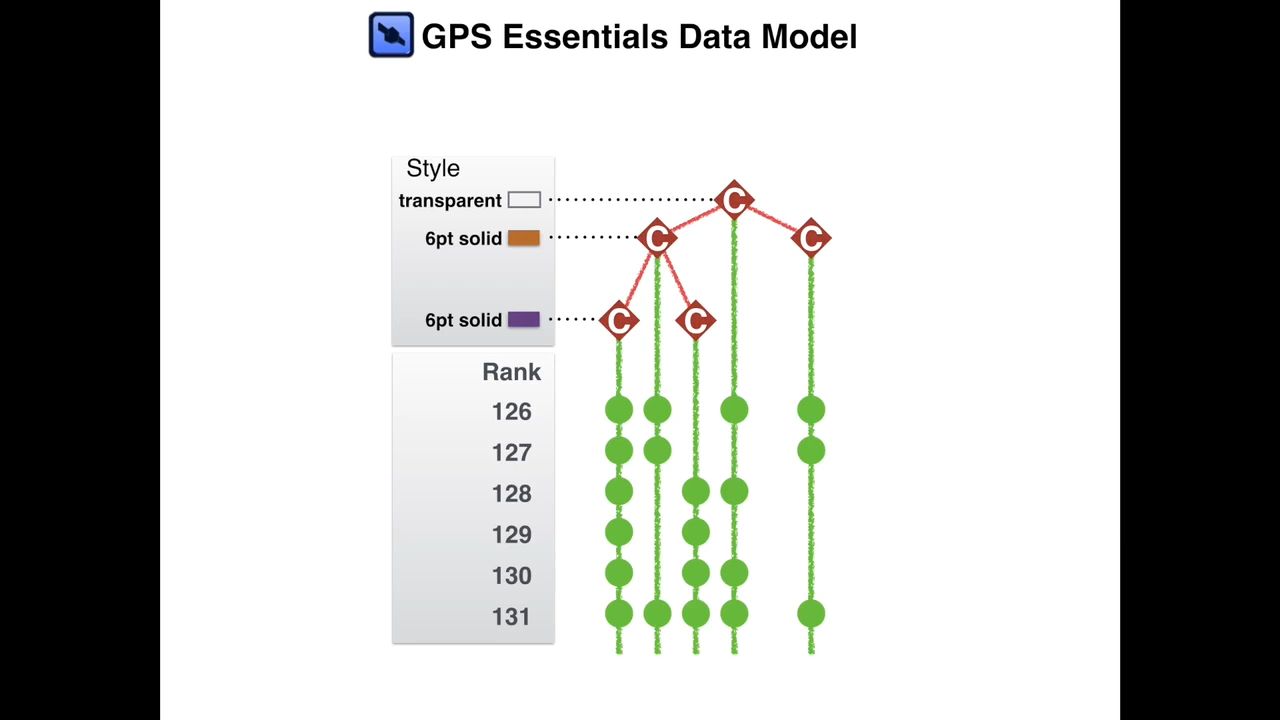 GPS Essentials Data Model
Style
transparent
C
6pt solid
C
C
6pt solid
C
C
Rank
126
127
128
129
130
131